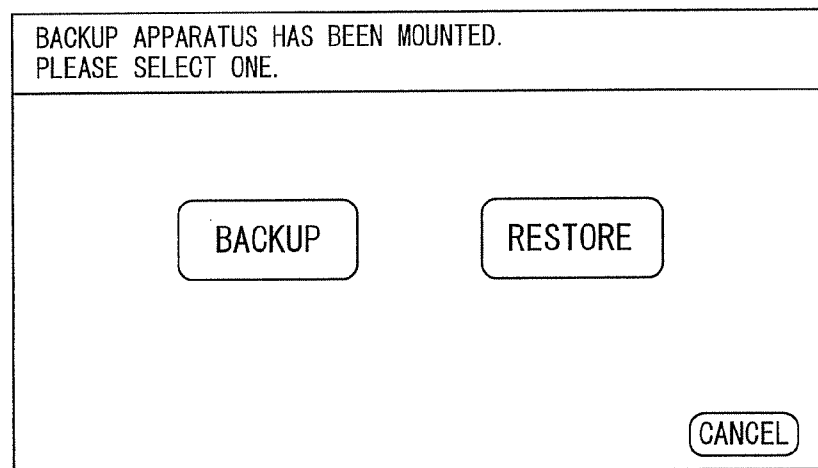 BACKUP APPARATUS HAS BEEN MOUNTED.
PLEASE SELECT ONE.
BACKUP
RESTORE
CANCEL